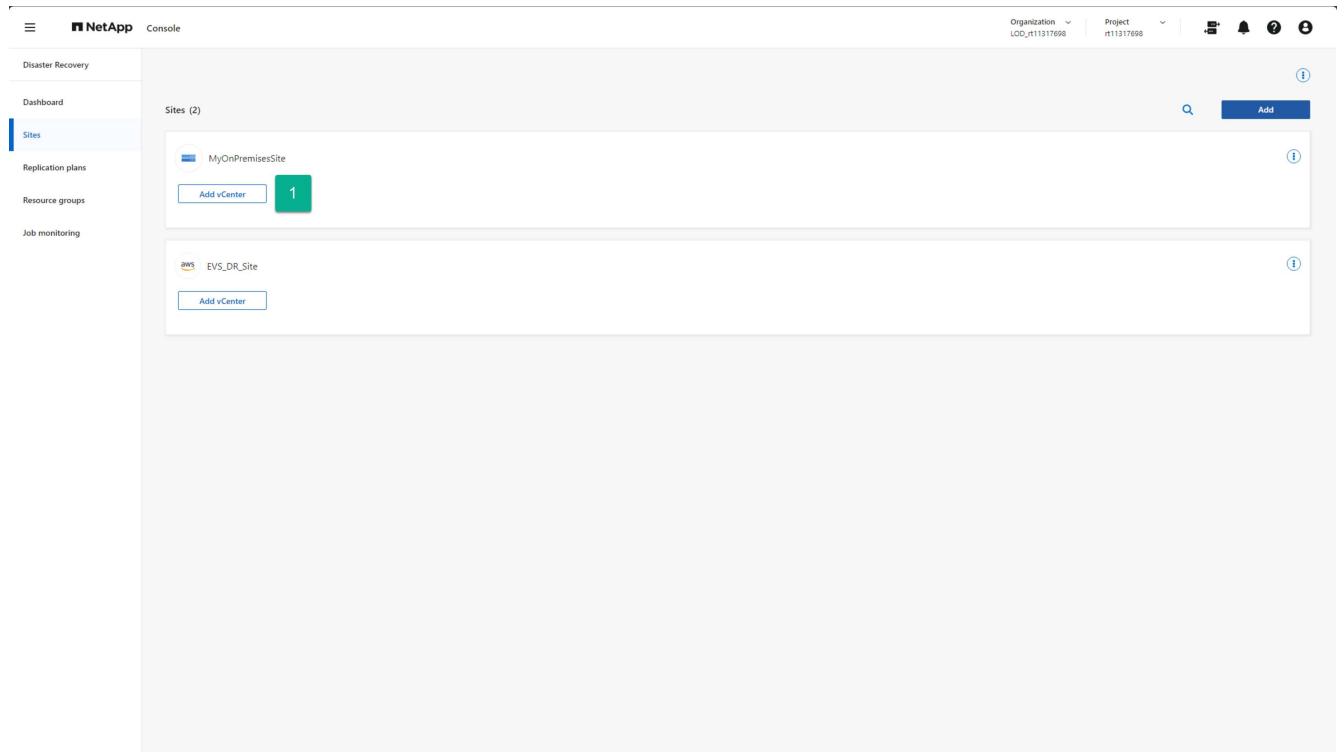 NetApp Console
Organization
LOD_rt11317698
Project
rt11317698
Disaster Recovery
Dashboard
Sites
Replication plans
Resource groups
Job monitoring
Sites (2)
Add
MyOnPremisesSite
Add vCenter
1
aws
EVS_DR_Site
Add vCenter